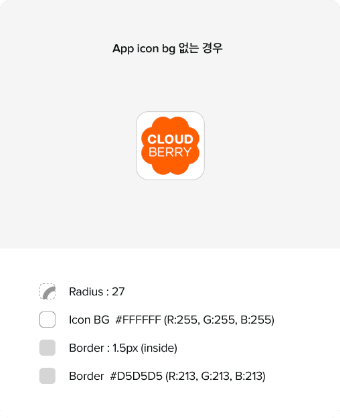 App icon bg 없는 경우
CLOUD
BERRY
Radius : 27
Icon BG #FFFFFF (R:255, G:255, B:255)
Border : 1.5px (inside)
Border #D5D5D5 (R:213, G:213, B:213)